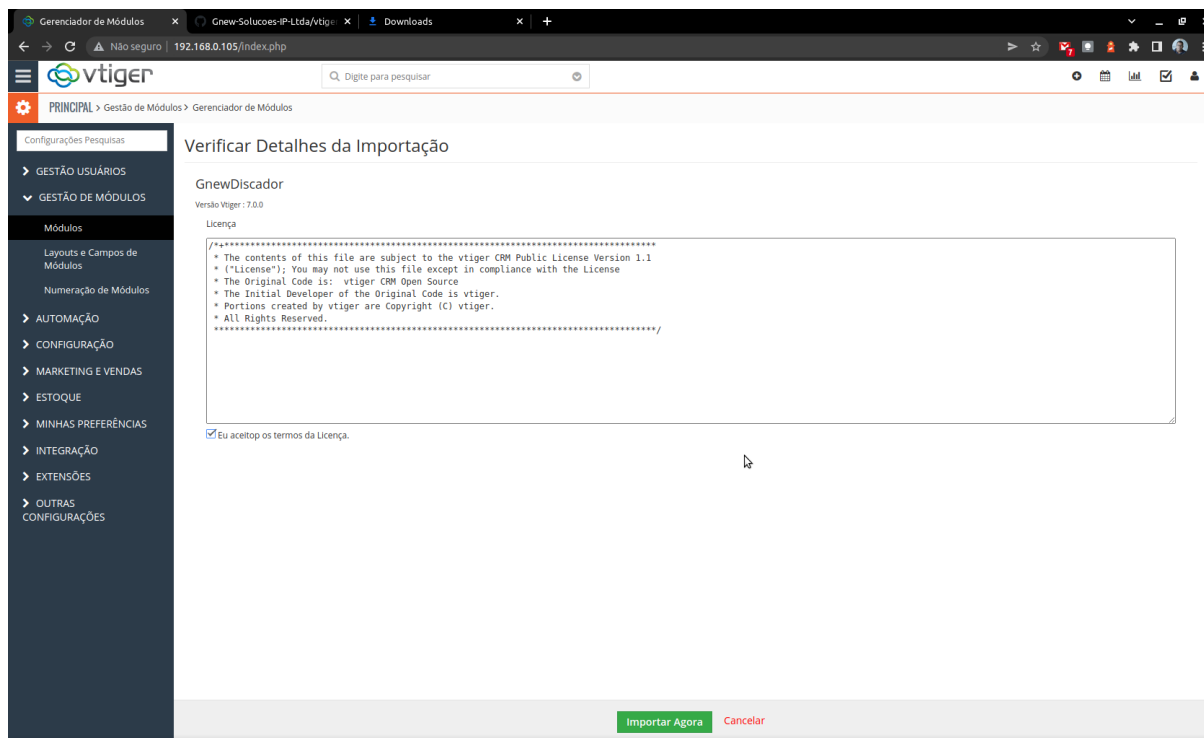 Gerenciador de Módulos
Gnew-Solucoes-IP-Ltda/vtige
Downloads
Não seguro | 192.168.0.105/index.php
7
vtiger
Digite para pesquisar
PRINCIPAL > Gestão de Módulos > Gerenciador de Módulos
Configurações Pesquisas
GESTÃO USUÁRIOS
GESTÃO DE MÓDULOS
Módulos
Layouts e Campos de
Módulos
Numeração de Módulos
AUTOMAÇÃO
CONFIGURAÇÃO
MARKETING E VENDAS
ESTOQUE
MINHAS PREFERÊNCIAS
INTEGRAÇÃO
EXTENSÕES
OUTRAS
CONFIGURAÇÕES
Verificar Detalhes da Importação
GnewDiscador
Versão Vtiger : 7.0.0
Licença
/*+***********************************************************************************
* The contents of this file are subject to the vtiger CRM Public License Version 1.1
* ("License"); You may not use this file except in compliance with the License
* The Original Code is: vtiger CRM Open Source
* The Initial Developer of the Original Code is vtiger.
* Portions created by vtiger are Copyright (C) vtiger.
* All Rights Reserved.
*************************************************************************************/
Eu aceitop os termos da Licença.
Importar Agora
Cancelar